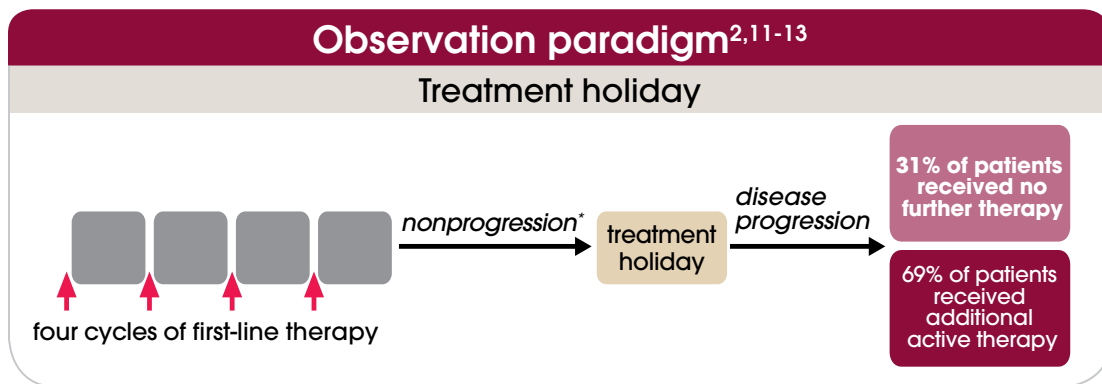 Observation paradigm2,11-13
Treatment holiday
31% of patients
received no
further therapy
disease
progression
nonprogression*
treatment
holiday
69% of patients
received
additional
active therapy
four cycles of first-line therapy